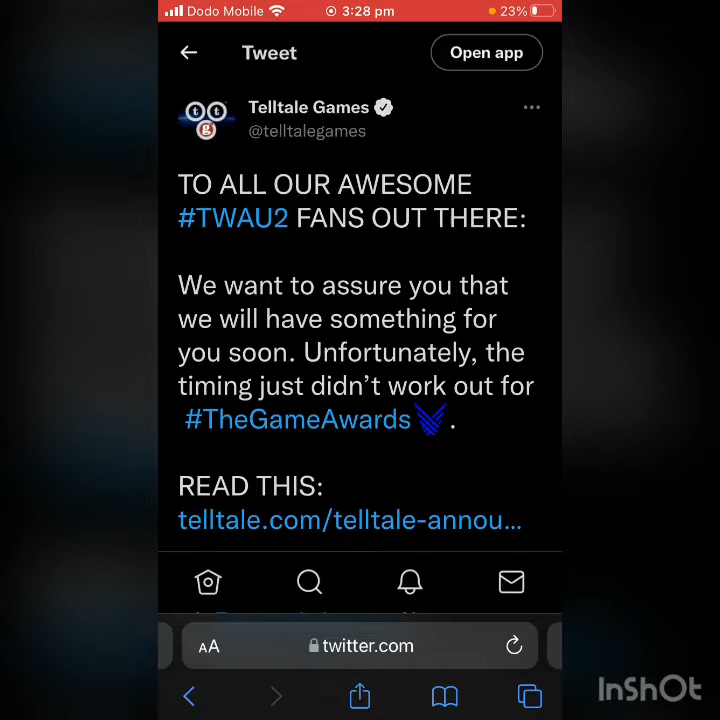 Dodo Mobile 3:28 pm 23%
Tweet Open app
Telltale Games
@telltalegames
TO ALL OUR AWESOME
#TWAU2 FANS OUT THERE:
We want to assure you that
we will have something for
you soon. Unfortunately, the
timing just didn’t work out for
#TheGameAwards.
READ THIS:
telltale.com/telltale-annou...
AA twitter.com
InShOt